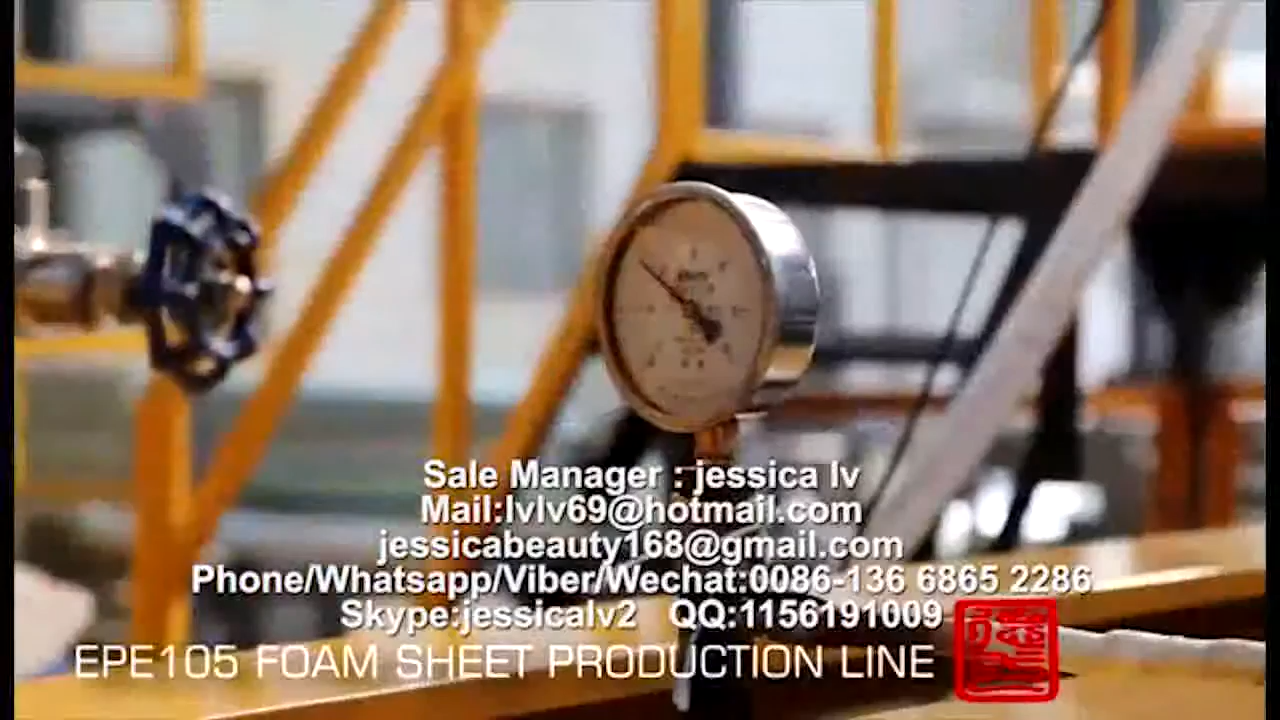 Sale Manager : jessica lv
Mail:lvlv69@hotmail.com
jessicabeauty168@gmail.com
Phone/Whatsapp/Viber/Wechat:0086-136 6865 2286
Skype:jessicalv2 QQ:1156191009
EPE105 FOAM SHEET PRODUCTION LINE